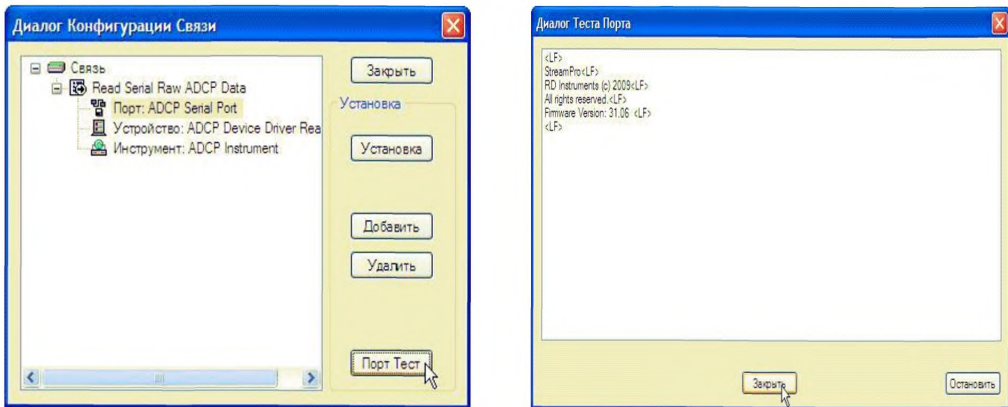 Диалог Конфигурации Связи
Связь
Read Serial Raw ADCP Data
Порт: ADCP Serial Port
Устройство: ADCP Device Driver Rea
Инструмент: ADCP Instrument
Закрыть
Установка
Установка
Добавить
Удалить
Порт Тест
Диалог Теста Порта
<LF>
StreamPro<LF>
RD Instruments (c) 2009<LF>
All rights reserved.<LF>
Firmware Version: 31.06 <LF>
<LF>
Закрыть
Остановить